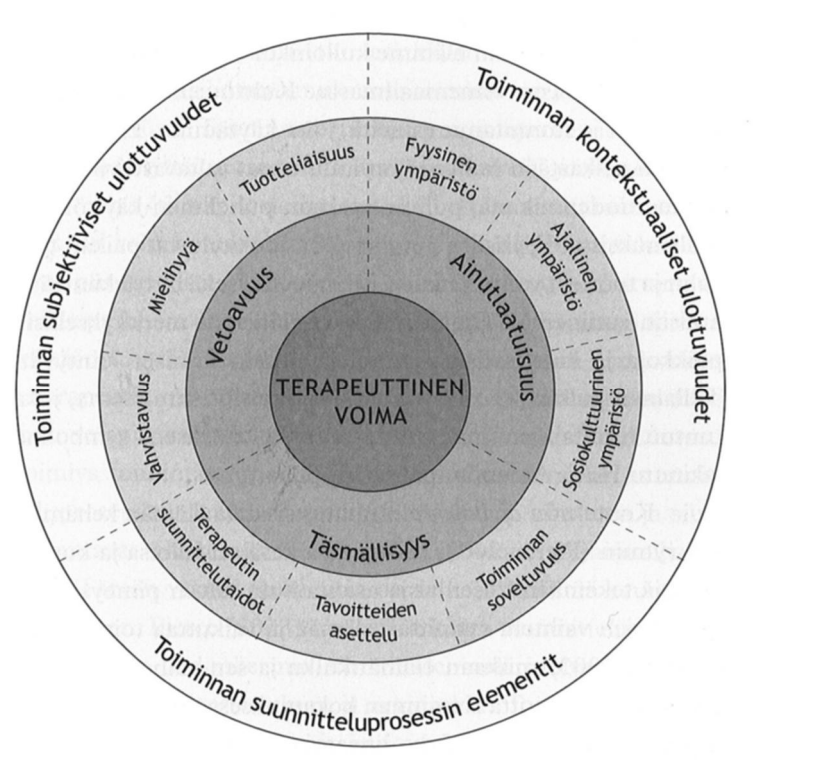 Toiminnan subjektiiviset ulottuvuudet
Toiminnan kontekstuaaliset ulottuvuudet
Tuotteliaisuus
Fyysinen
ympäristö
Mielihyvä
Ajallinen
ympäristö
Vetoavuus
Ainutlaatuisuus
TERAPEUTTINEN
VOIMA
Vahvistavuus
Sosiokulttuurinen
ympärisö
Täsmällisyys
Terapeutin
suunnittelutaidot
Tavoitteiden
asettelu
Toiminnan
soveltuvuus
Toiminnan suunnitteluprosessin elementit